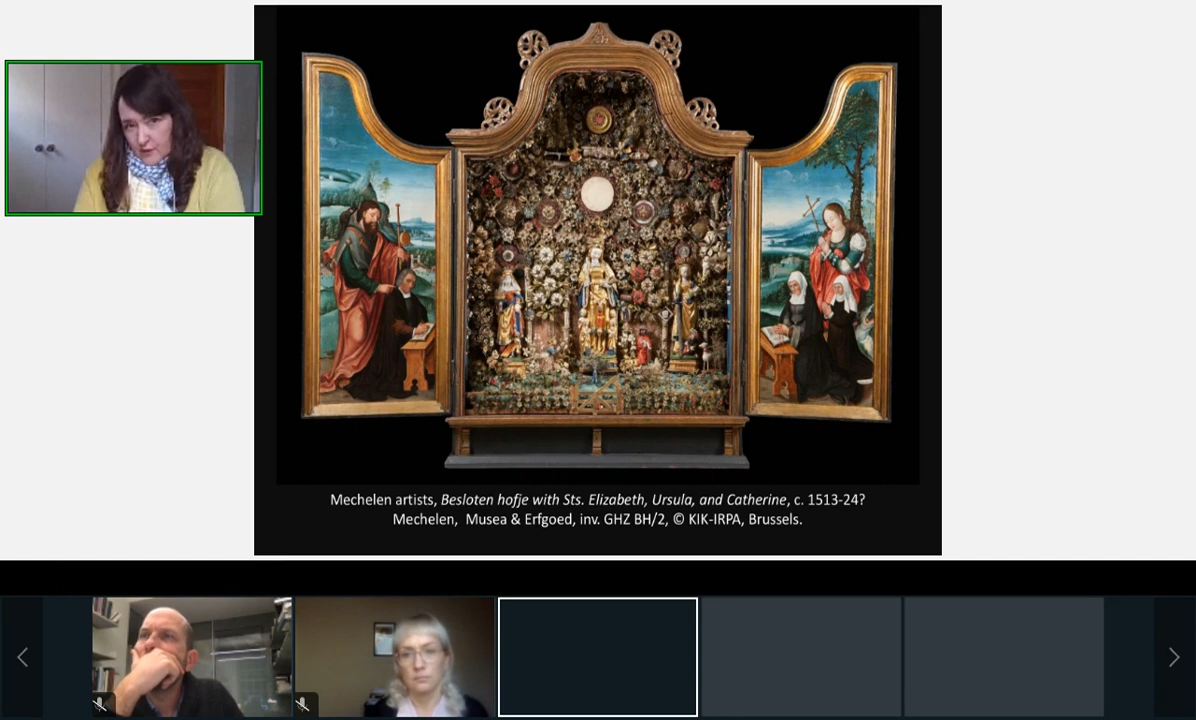 Mechelen artists, Besloten hofje with Sts. Elizabeth, Ursula, and Catherine, c. 1513-24?
Mechelen, Musea & Erfgoed, inv. GHZ BH/2, © KIK-IRPA, Brussels.